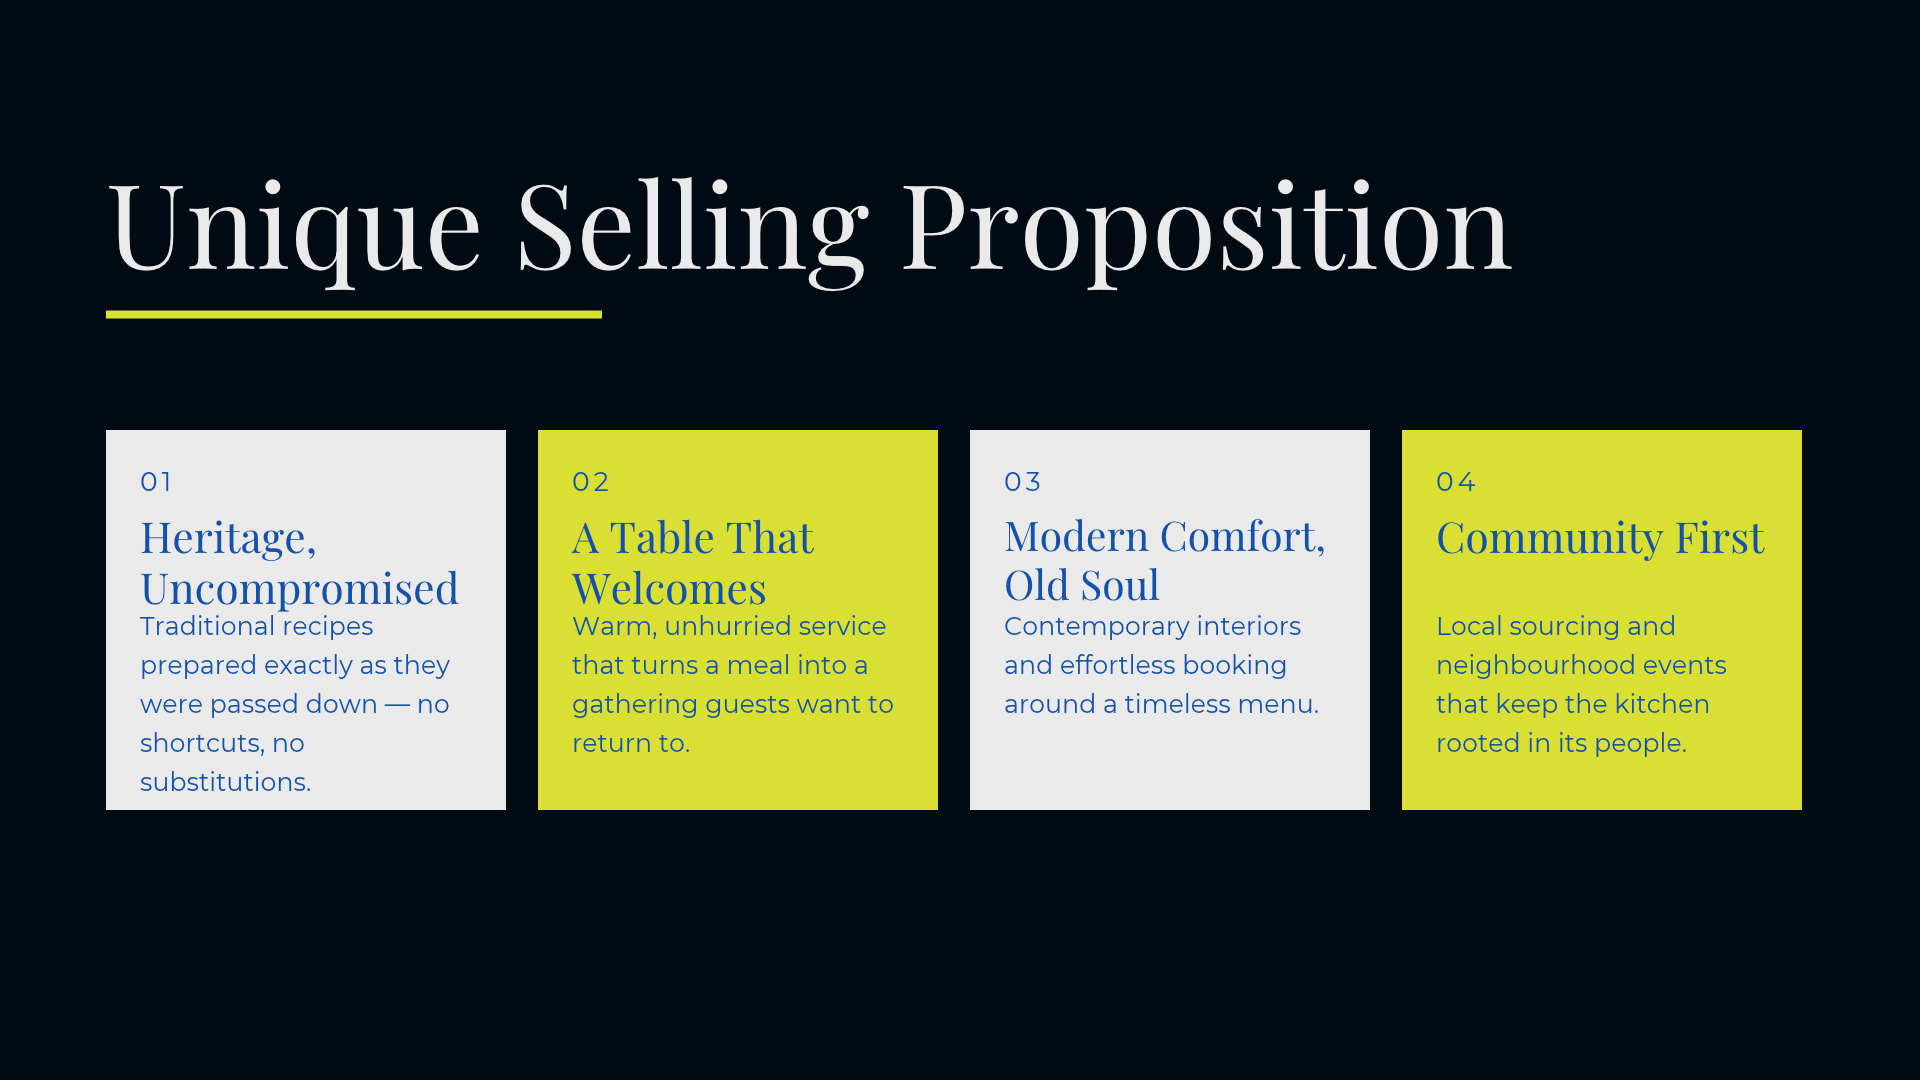 Unique Selling Proposition
01
Heritage,
Uncompromised
Traditional recipes
prepared exactly as they
were passed down — no
shortcuts, no
substitutions.
02
A Table That
Welcomes
Warm, unhurried service
that turns a meal into a
gathering guests want to
return to.
03
Modern Comfort,
Old Soul
Contemporary interiors
and effortless booking
around a timeless menu.
04
Community First
Local sourcing and
neighbourhood events
that keep the kitchen
rooted in its people.